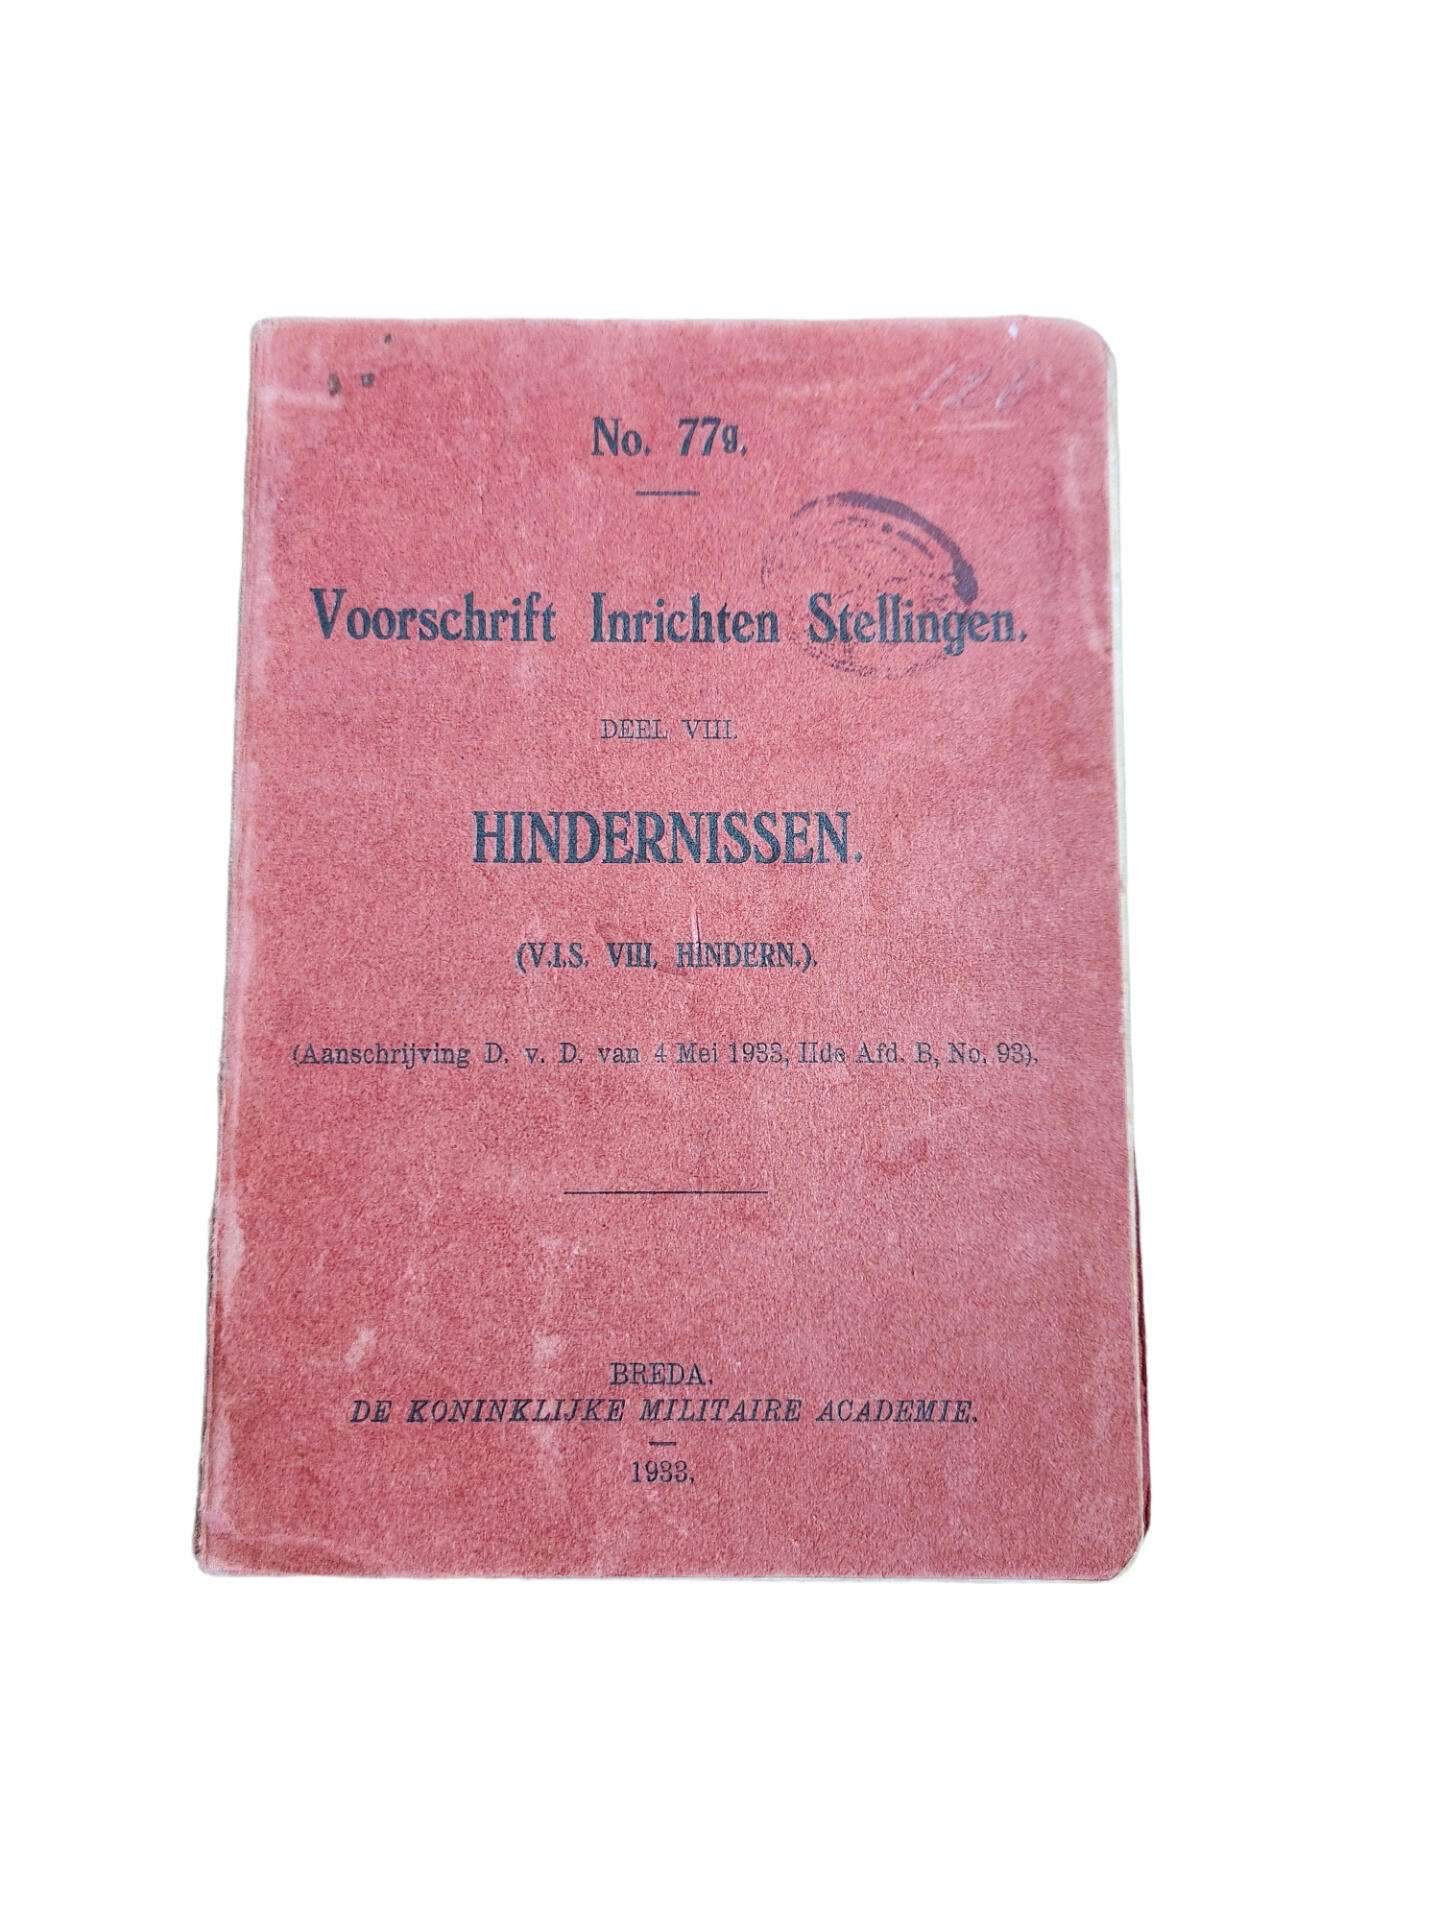 No. 77g.
Voorschrift Inrichten Stellingen.
DEEL VIII.
HINDERNISSEN.
(V.I.S. VIII, HINDERN.).
(Aanschrijving D. v. D. van 4 Mei 1933, IIde Afd. B, No. 93).
BREDA.
DE KONINKLIJKE MILITAIRE ACADEMIE.
1933.